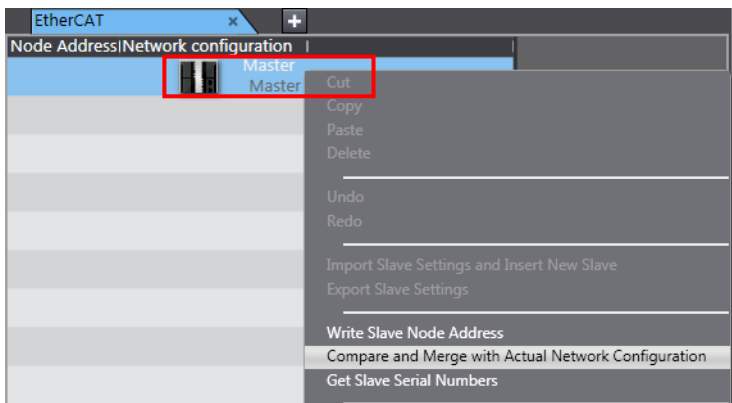 EtherCAT × +
Node Address|Network configuration
Master
Master
Cut
Copy
Paste
Delete
Undo
Redo
Import Slave Settings and Insert New Slave
Export Slave Settings
Write Slave Node Address
Compare and Merge with Actual Network Configuration
Get Slave Serial Numbers